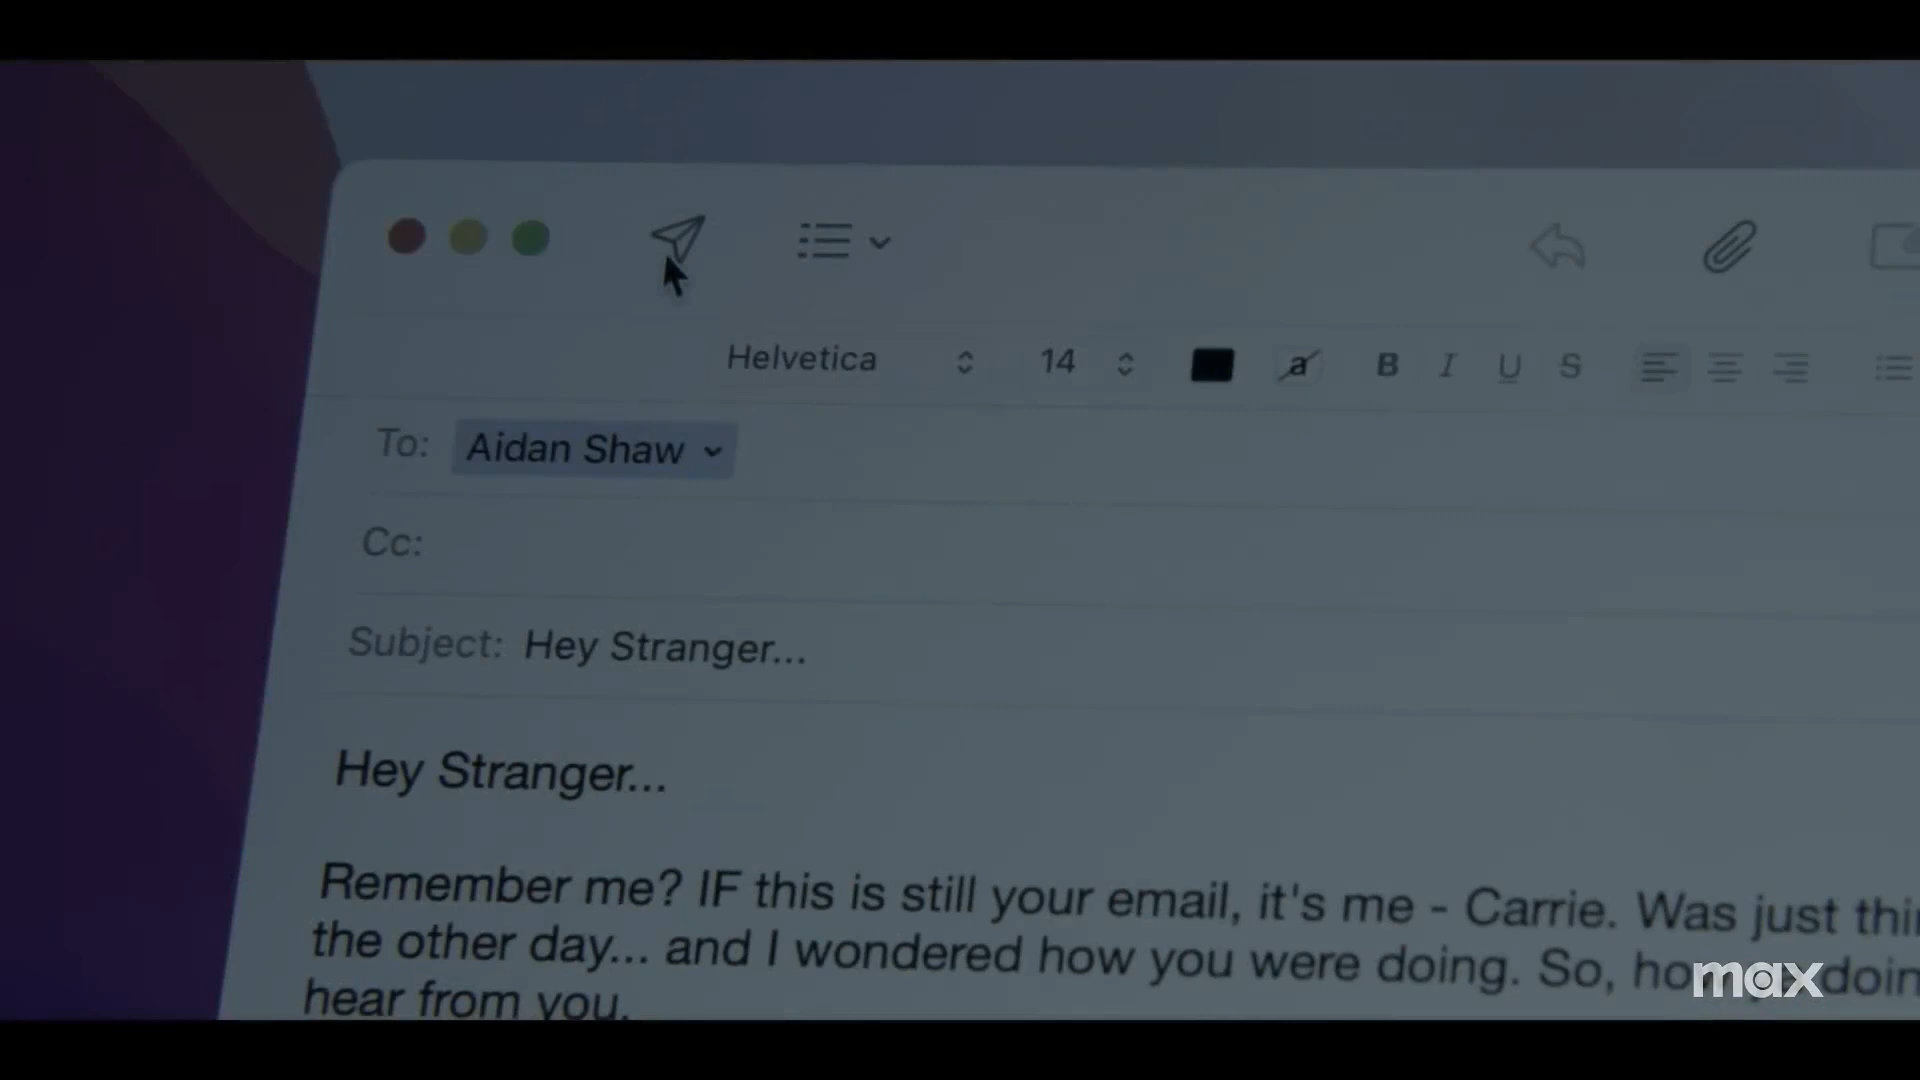 Helvetica 14 a B I U S
To: Aidan Shaw
Cc:
Subject: Hey Stranger...
Hey Stranger...
Remember me? IF this is still your email, it's me - Carrie. Was just
the other day... and I wondered how you were doing. So,
hear from you.
max